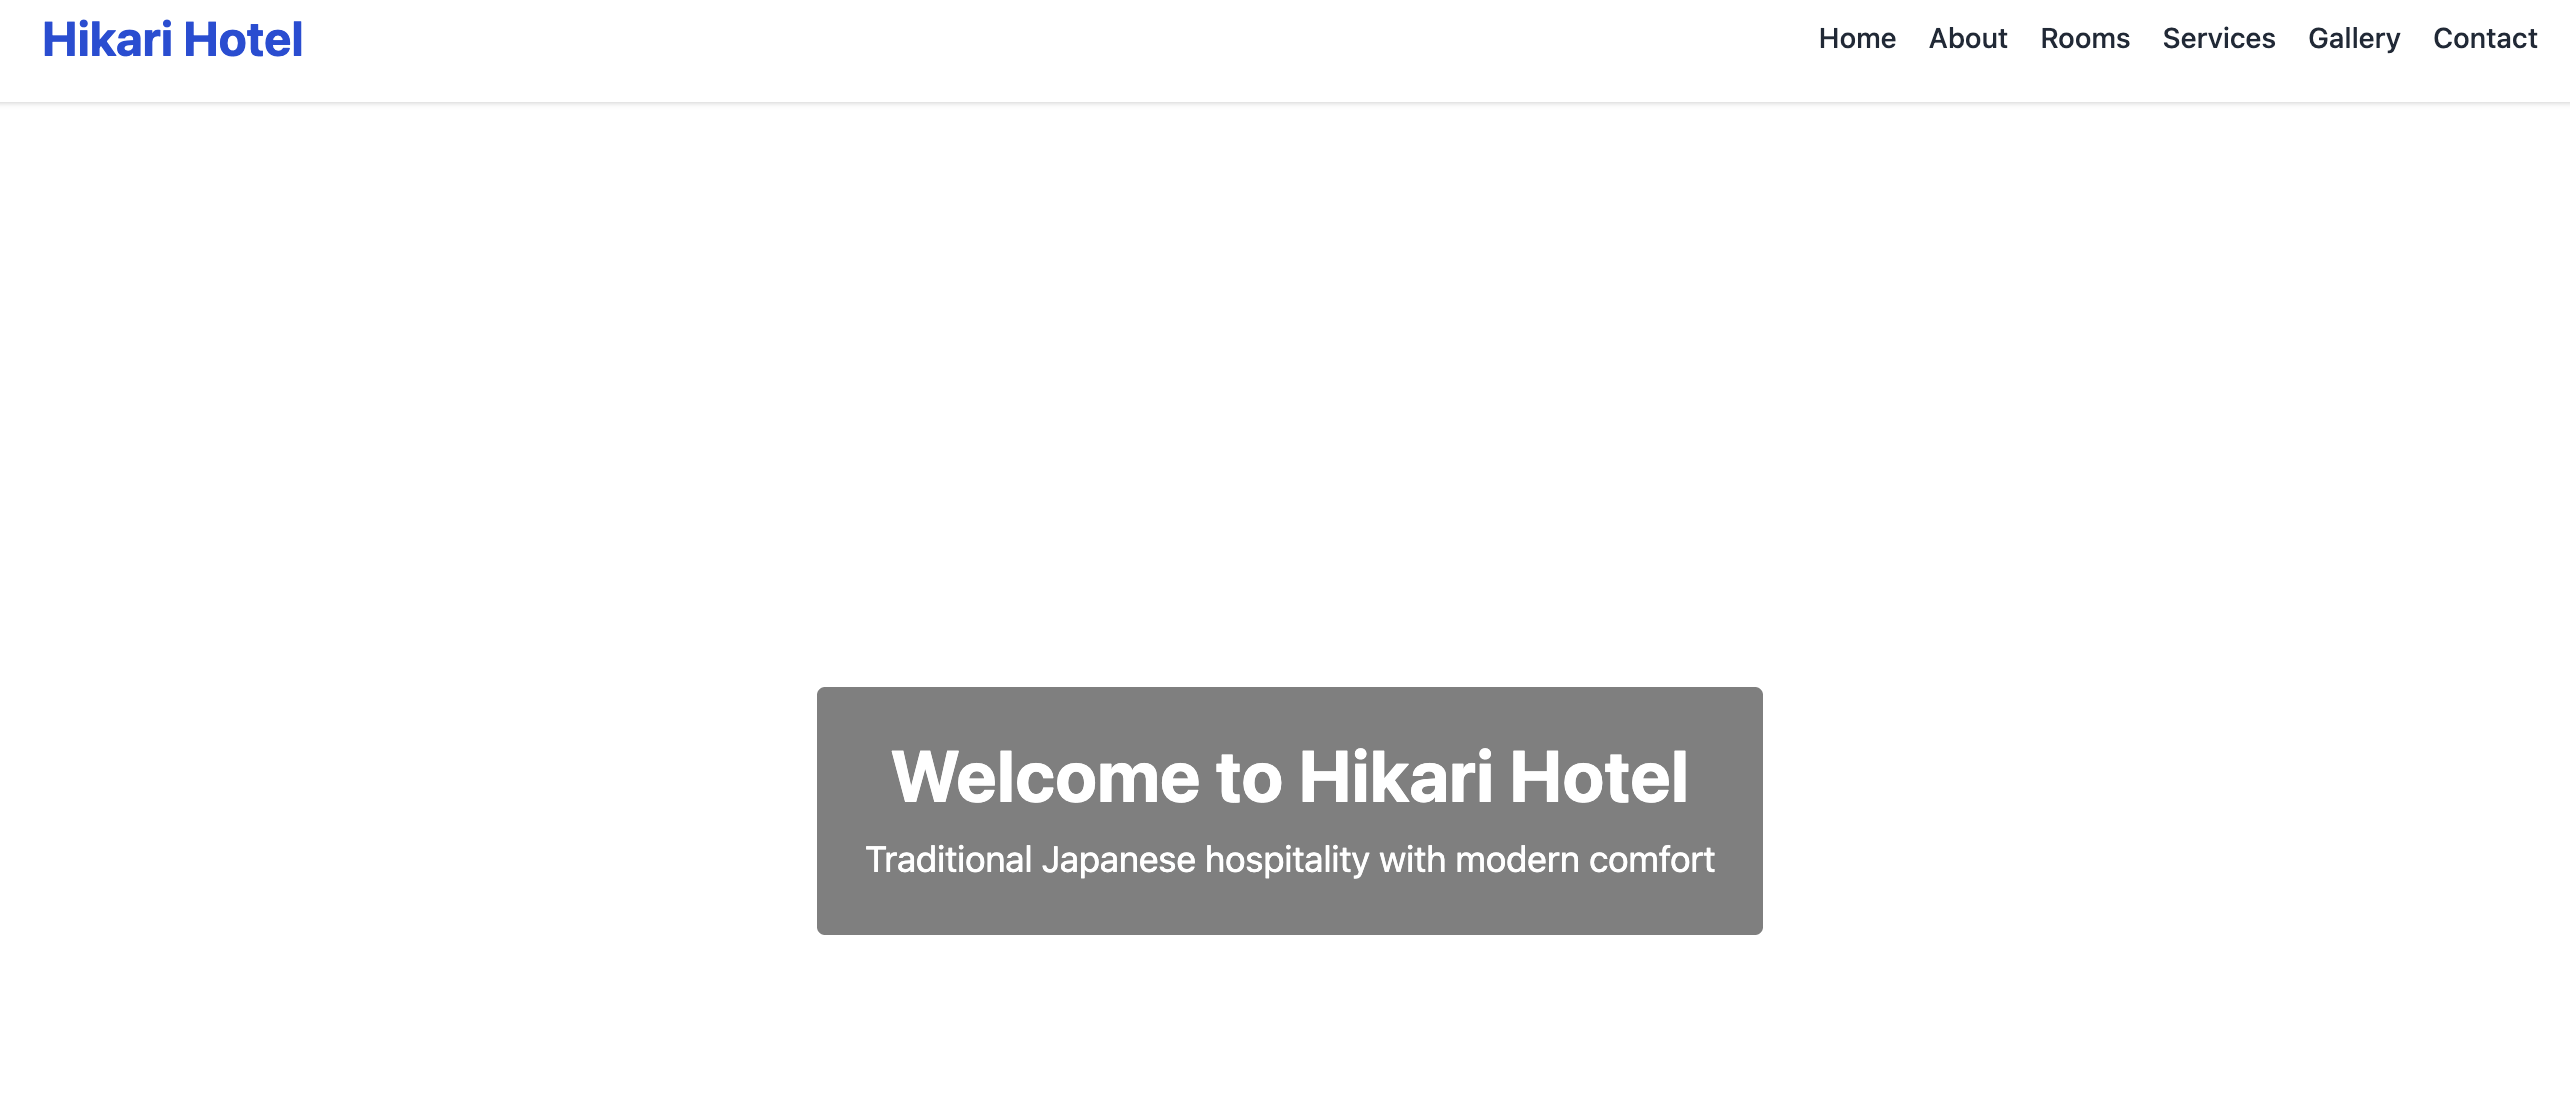 Hikari Hotel
Home About Rooms Services Gallery Contact
Welcome to Hikari Hotel
Traditional Japanese hospitality with modern comfort